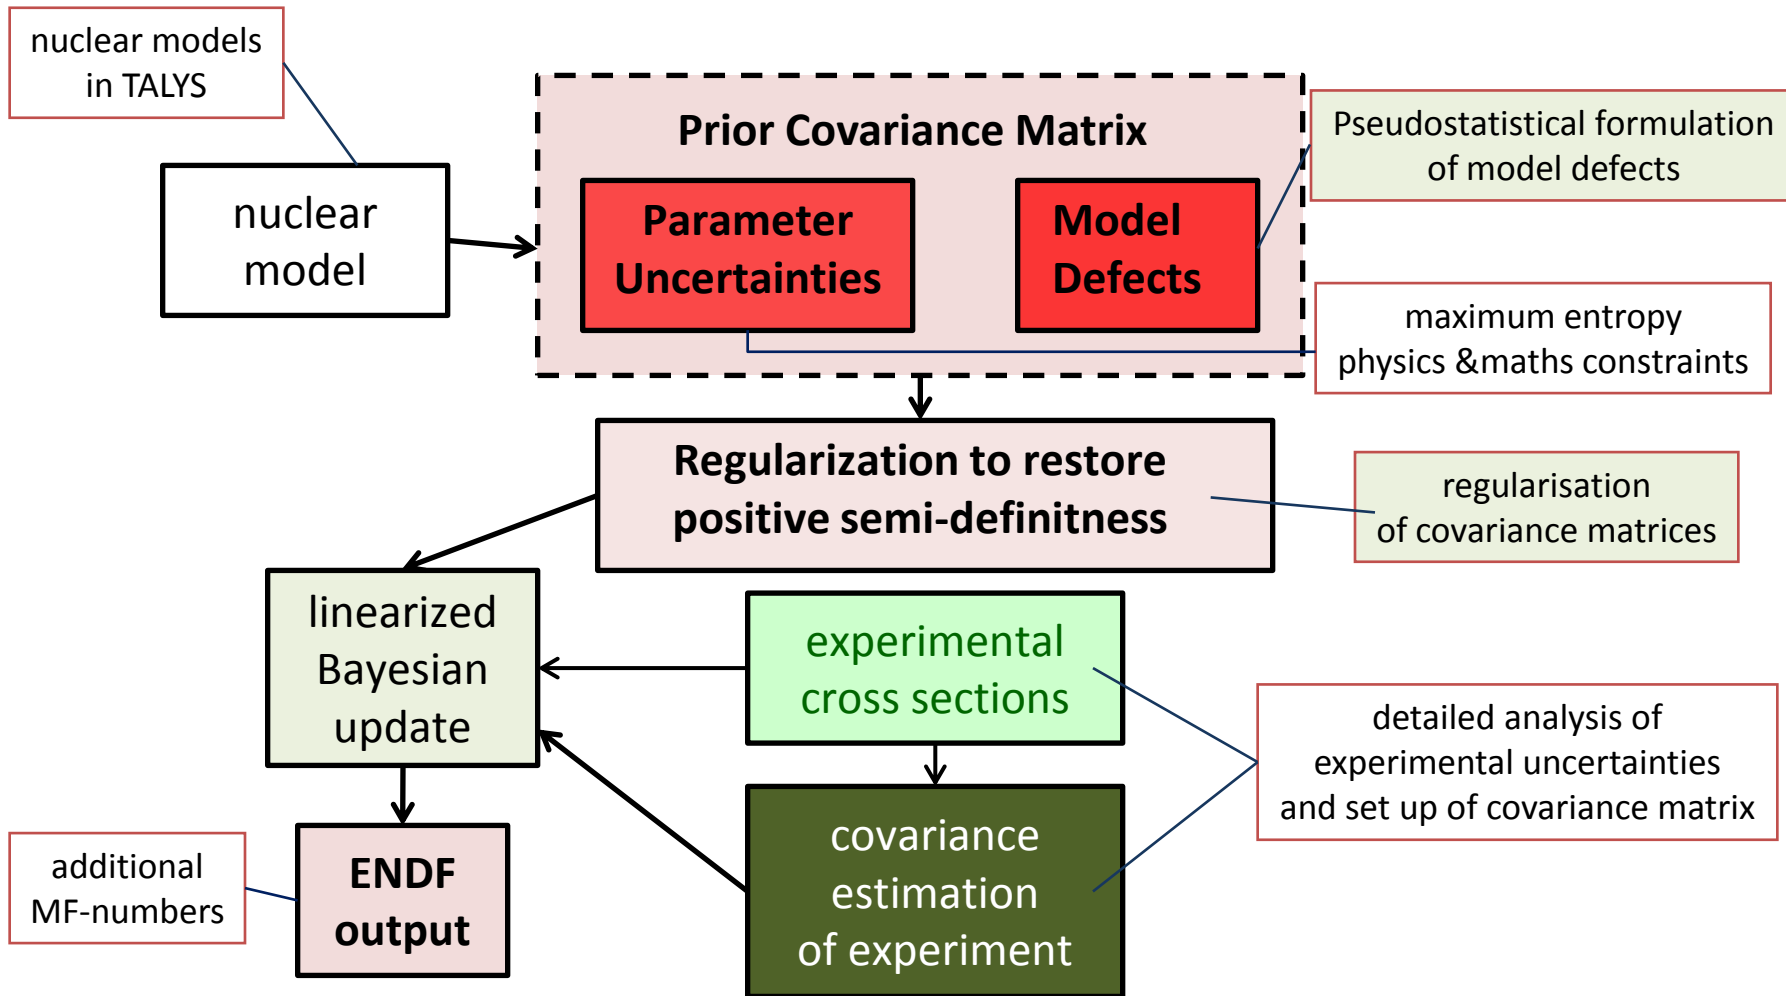 nuclear models
in TALYS
Prior Covariance Matrix
Pseudostatistical formulation
of model defects
nuclear
model
Parameter
Uncertainties
Model
Defects
maximum entropy
physics &maths constraints
Regularization to restore
positive semi-definitness
regularisation
of covariance matrices
linearized
Bayesian
update
experimental
cross sections
detailed analysis of
experimental uncertainties
and set up of covariance matrix
covariance
estimation
of experiment
additional
MF-numbers
ENDF
output